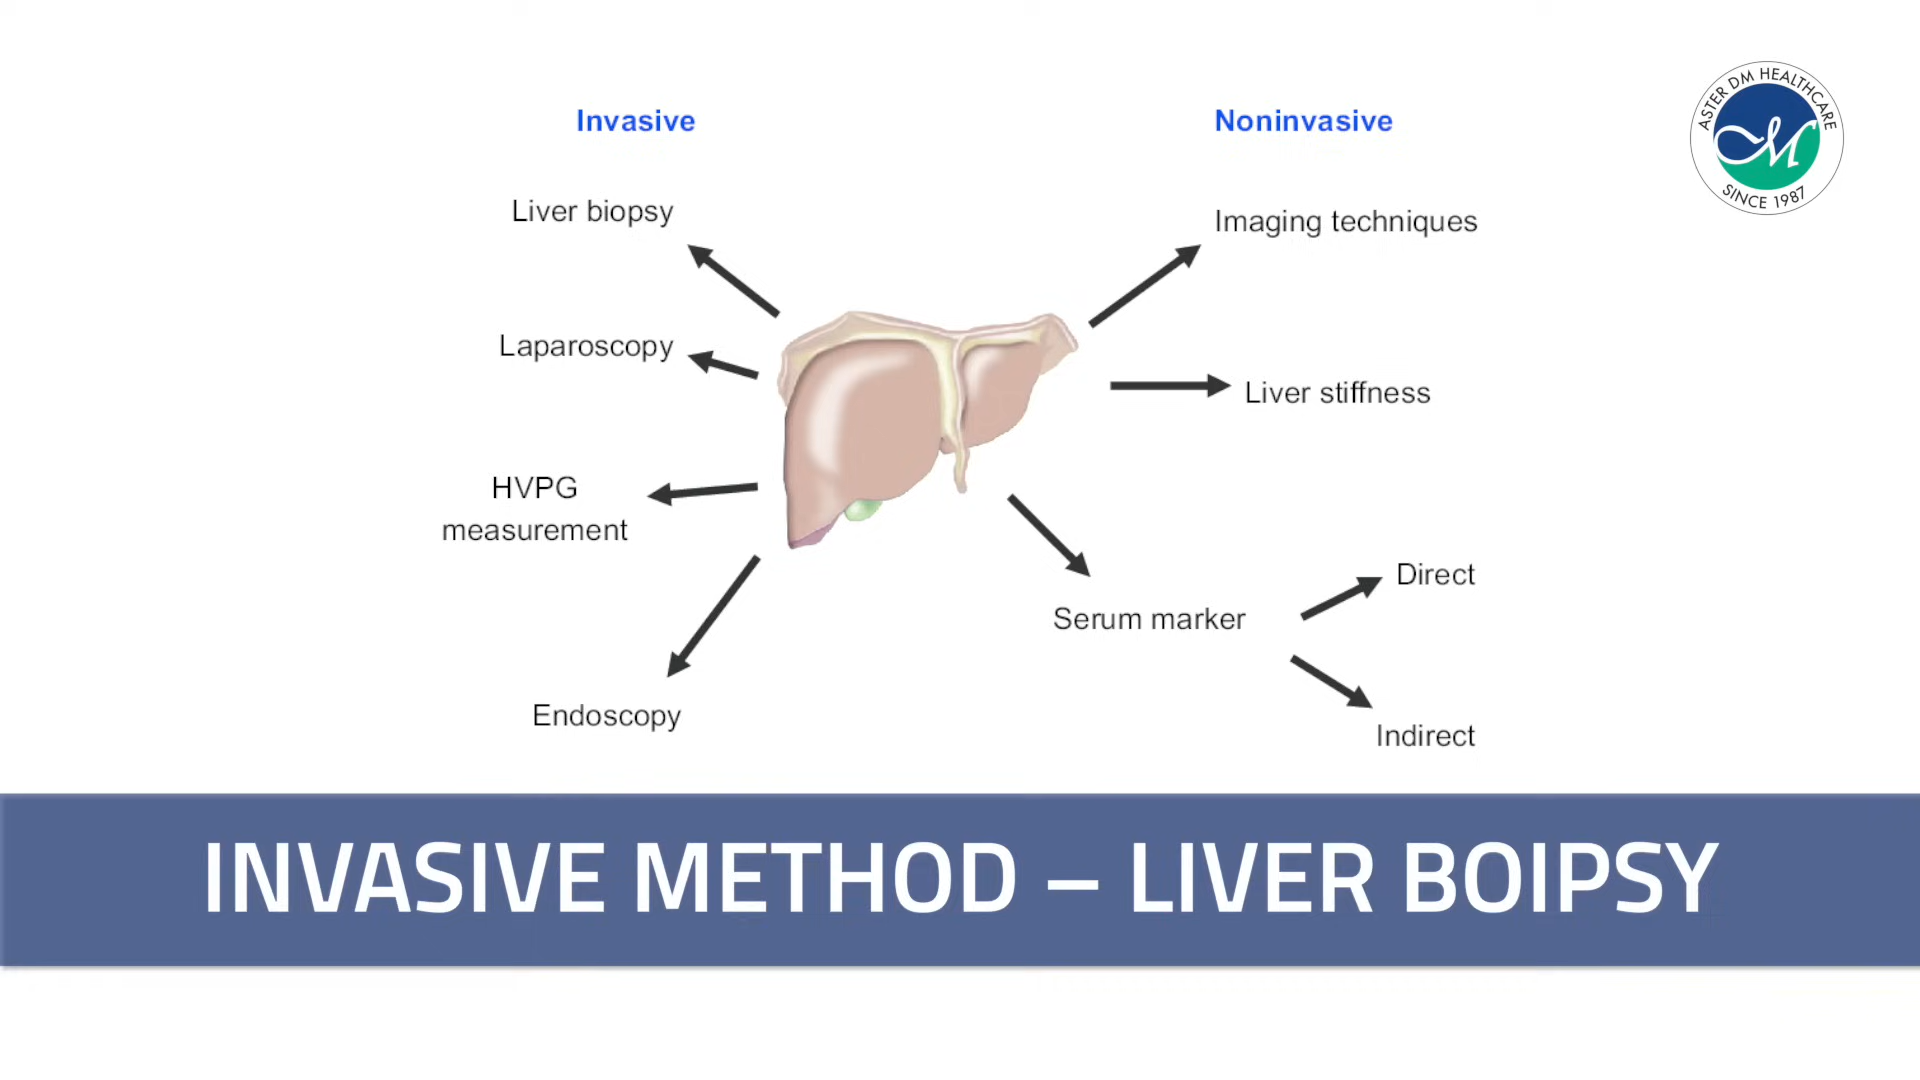 Invasive
Noninvasive
ASTER DM HEALTHCARE
M
SINCE 1987
Liver biopsy
Imaging techniques
Laparoscopy
Liver stiffness
HVPG
measurement
Direct
Serum marker
Endoscopy
Indirect
INVASIVE METHOD – LIVER BOIPSY